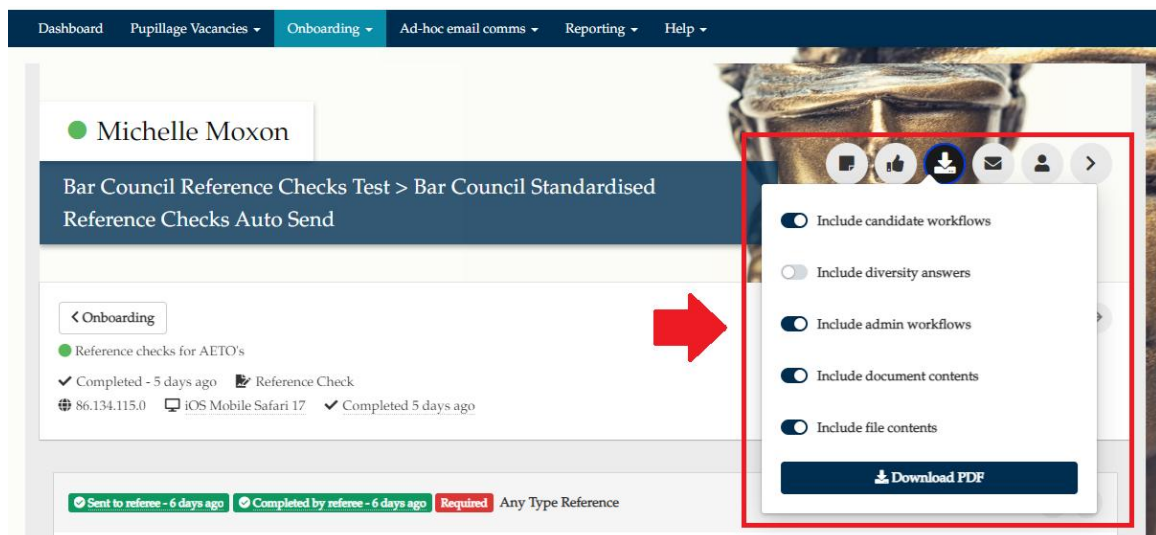 Dashboard Pupillage Vacancies Onboarding Ad-hoc email comms Reporting Help
Michelle Moxon
Bar Council Reference Checks Test > Bar Council Standardised
Reference Checks Auto Send
Include candidate workflows
Include diversity answers
Include admin workflows
Include document contents
Include file contents
Download PDF
< Onboarding
Reference checks for AETO's
Completed - 5 days ago Reference Check
86.134.115.0 iOS Mobile Safari 17 Completed 5 days ago
Sent to referee - 6 days ago Completed by referee - 6 days ago Required Any Type Reference